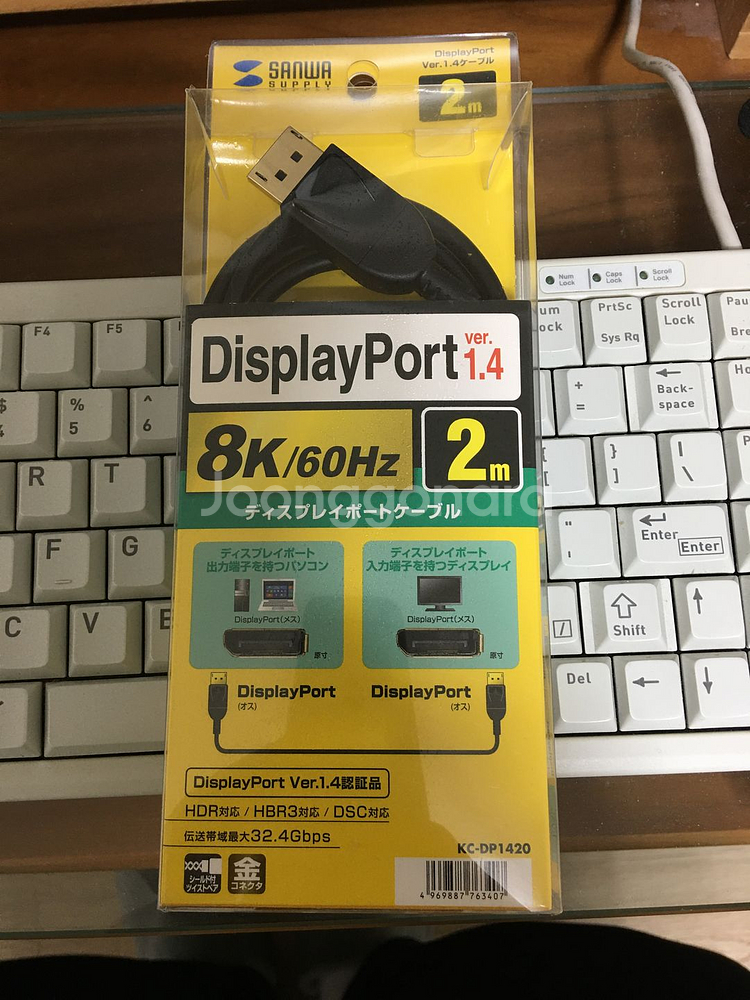 SANWA
SUPPLY
DisplayPort
Ver.1.4ケーブル
2m
DisplayPort ver.
1.4
8K/60Hz
2m
Joonggonara
ディスプレイポートケーブル
ディスプレイポート
出力端子を持つパソコン
DisplayPort(メス)
原寸
ディスプレイポート
入力端子を持つディスプレイ
DisplayPort(メス)
原寸
DisplayPort
(オス)
DisplayPort
(オス)
DisplayPort Ver.1.4認証品
HDR対応 / HBR3対応 / DSC対応
伝送帯域最大32.4Gbps
シールド付
ツイストペア
金
コネクタ
KC-DP1420
4 969887 763407
Num
Lock
Caps
Lock
Scroll
Lock
F4
F5
PrtSc
Sys Rq
Scroll
Lock
%
5
^
6
+
=
Back-
space
R
T
}
]
|
\
F
G
"
'
Enter
Enter
C
V
Shift
Del